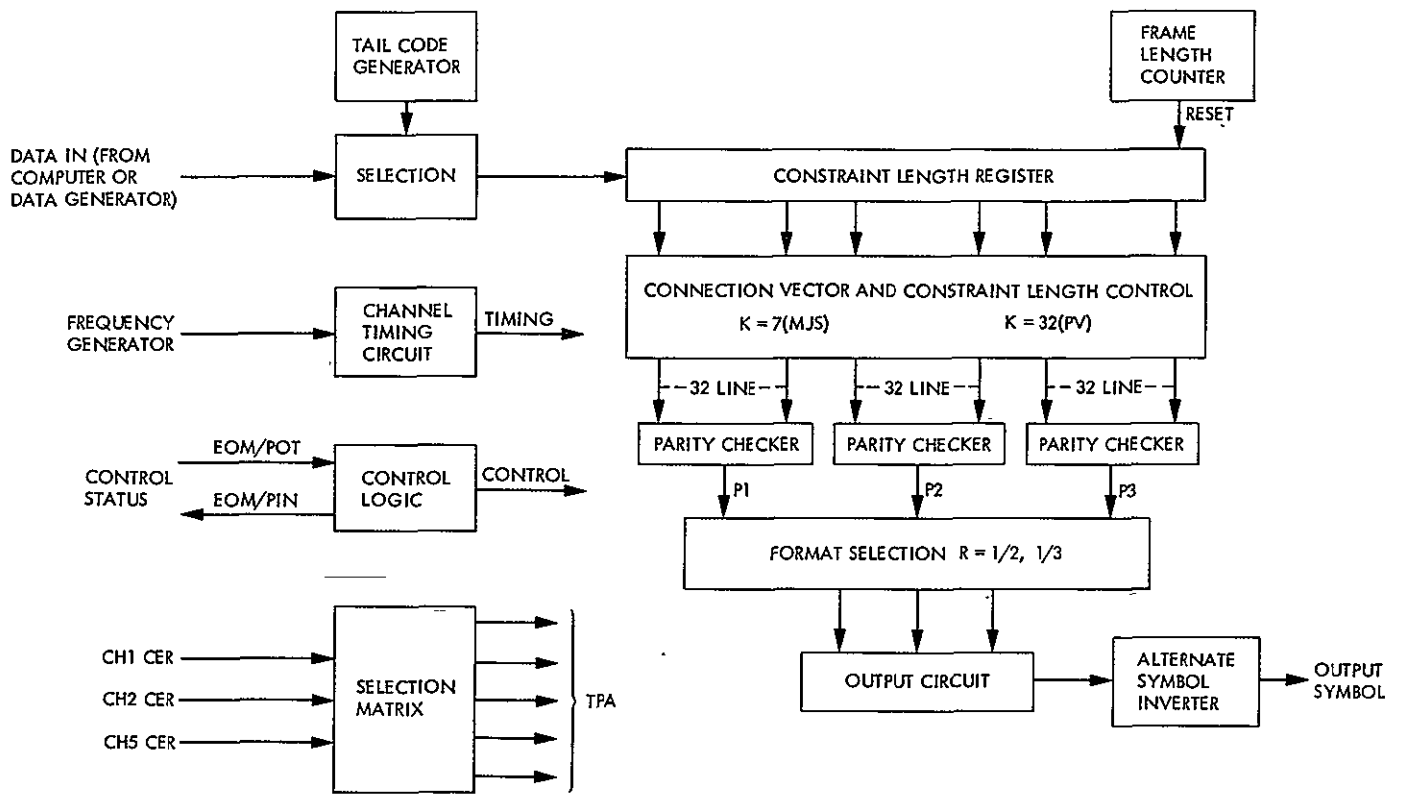 TAIL CODE
GENERATOR
FRAME
LENGTH
COUNTER
RESET
DATA IN (FROM
COMPUTER OR
DATA GENERATOR)
SELECTION
CONSTRAINT LENGTH REGISTER
CONNECTION VECTOR AND CONSTRAINT LENGTH CONTROL
K = 7(MJS) K = 32(PV)
FREQUENCY
GENERATOR
CHANNEL
TIMING
CIRCUIT
TIMING
32 LINE 32 LINE 32 LINE
PARITY CHECKER PARITY CHECKER PARITY CHECKER
CONTROL
STATUS
EOM/POT
EOM/PIN
CONTROL
LOGIC
CONTROL
P1 P2 P3
FORMAT SELECTION R = 1/2, 1/3
CH1 CER
CH2 CER
CH5 CER
SELECTION
MATRIX
TPA
OUTPUT CIRCUIT
ALTERNATE
SYMBOL
INVERTER
OUTPUT
SYMBOL